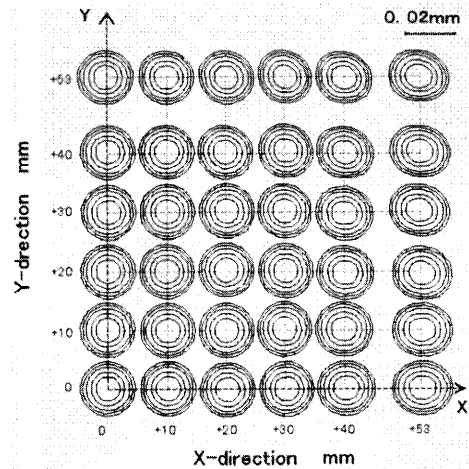 Y
0.02mm
+53
+40
+30
+20
+10
0
Y-direction mm
X
0 +10 +20 +30 +40 +53
X-direction mm